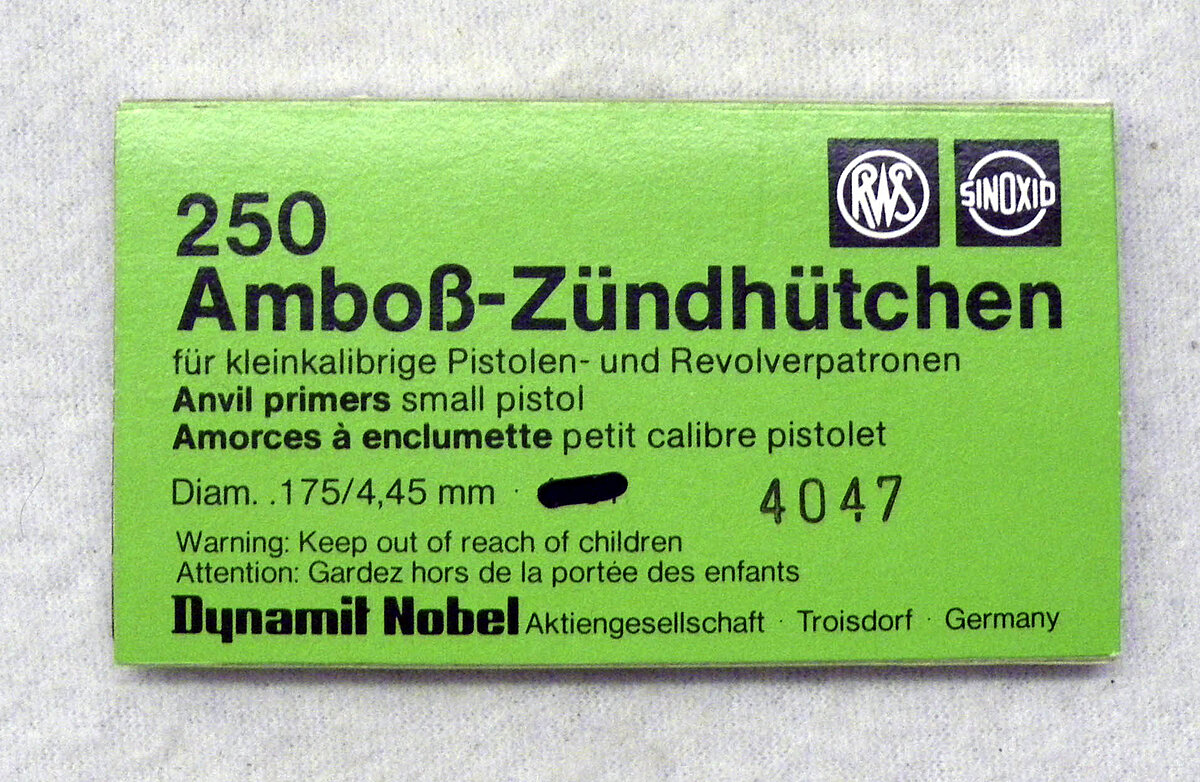 RWS SINOXID
250
Amboß-Zündhütchen
für kleinkalibrige Pistolen- und Revolverpatronen
Anvil primers small pistol
Amorces à enclumette petit calibre pistolet
Diam. .175/4,45 mm · 4047
Warning: Keep out of reach of children
Attention: Gardez hors de la portée des enfants
Dynamit Nobel Aktiengesellschaft · Troisdorf · Germany